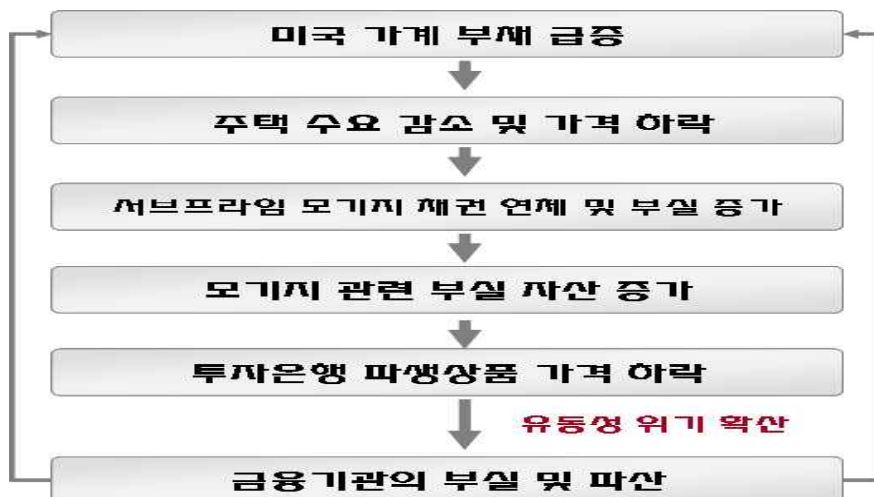 미국 가계 부채 급증
주택 수요 감소 및 가격 하락
서브프라임 모기지 채권 연체 및 부실 증가
모기지 관련 부실 자산 증가
투자은행 파생상품 가격 하락
유동성 위기 확산
금융기관의 부실 및 파산